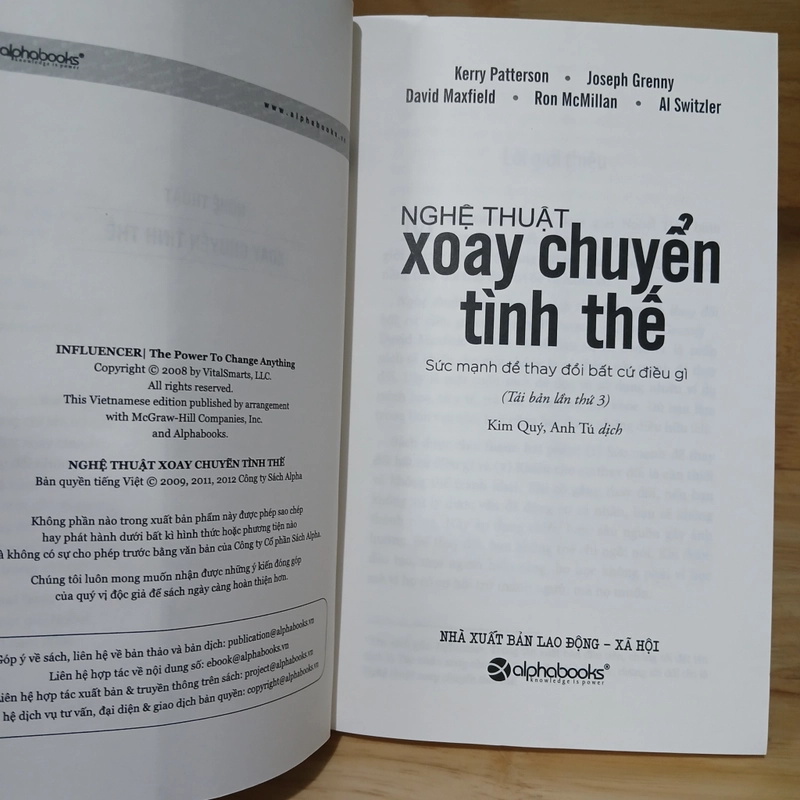 alphabooks®
knowledge is power
www.alphabooks.vn
INFLUENCER| The Power To Change Anything
Copyright © 2008 by VitalSmarts, LLC.
All rights reserved.
This Vietnamese edition published by arrangement
with McGraw-Hill Companies, Inc.
and Alphabooks.
NGHỆ THUẬT XOAY CHUYỂN TÌNH THẾ
Bản quyền tiếng Việt © 2009, 2011, 2012 Công ty Sách Alpha
Không phần nào trong xuất bản phẩm này được phép sao chép
hay phát hành dưới bất kì hình thức hoặc phương tiện nào
à không có sự cho phép trước bằng văn bản của Công ty Cổ phần Sách Alpha.
Chúng tôi luôn mong muốn nhận được những ý kiến đóng góp
của quý vị độc giả để sách ngày càng hoàn thiện hơn.
Góp ý về sách, liên hệ về bản thảo và bản dịch: publication@alphabooks.vn
Liên hệ hợp tác về nội dung số: ebook@alphabooks.vn
Liên hệ hợp tác xuất bản & truyền thông trên sách: project@alphabooks.vn
hệ dịch vụ tư vấn, đại diện & giao dịch bản quyền: copyright@alphabooks.vn
Kerry Patterson • Joseph Grenny
David Maxfield • Ron McMillan • Al Switzler
NGHỆ THUẬT
xoay chuyển
tình thế
Sức mạnh để thay đổi bất cứ điều gì
(Tái bản lần thứ 3)
Kim Quý, Anh Tú dịch
NHÀ XUẤT BẢN LAO ĐỘNG – XÃ HỘI
alphabooks®
knowledge is power